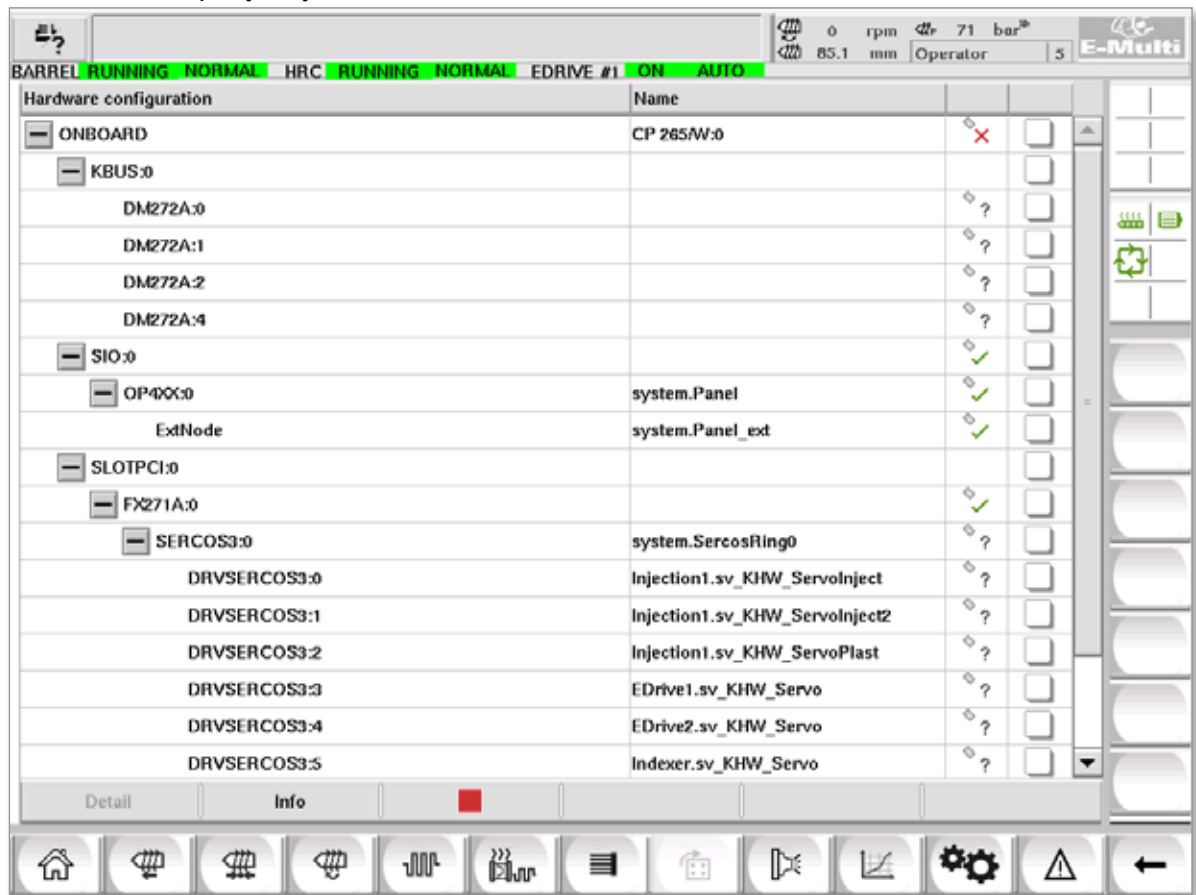 0 rpm 71 bar
85.1 mm Operator 5 E-Multi
BARREL RUNNING NORMAL HRC RUNNING NORMAL EDRIVE #1 ON AUTO
Hardware configuration Name
ONBOARD CP 265/W:0
KBUS:0
DM272A:0 ?
DM272A:1 ?
DM272A:2 ?
DM272A:4 ?
SIO:0
OP4XX:0 system.Panel
ExtNode system.Panel_ext
SLOTPCI:0
FX271A:0
SERCOS3:0 system.SercosRing0 ?
DRVSERCOS3:0 Injection1.sv_KHW_ServoInject ?
DRVSERCOS3:1 Injection1.sv_KHW_ServoInject2 ?
DRVSERCOS3:2 Injection1.sv_KHW_ServoPlast ?
DRVSERCOS3:3 EDrive1.sv_KHW_Servo ?
DRVSERCOS3:4 EDrive2.sv_KHW_Servo ?
DRVSERCOS3:5 Indexer.sv_KHW_Servo ?
Detail Info